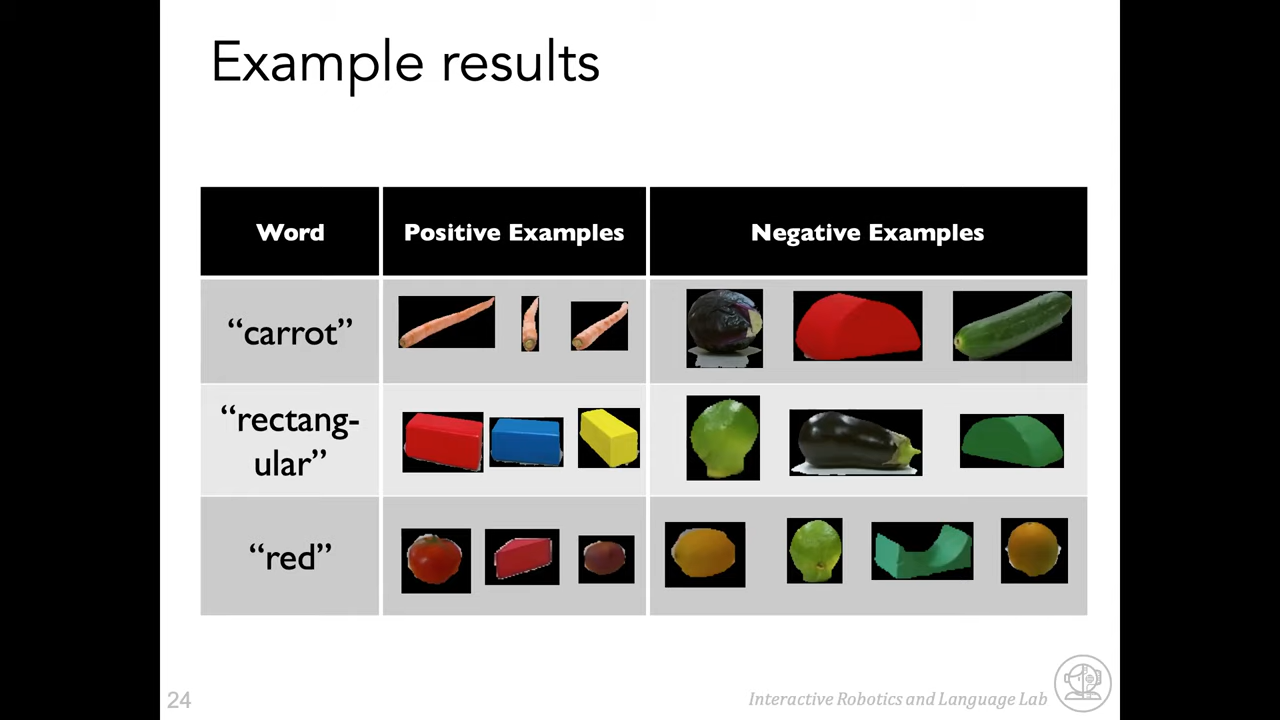 Example results
Word
Positive Examples
Negative Examples
“carrot”
“rectang-
ular”
“red”
24
Interactive Robotics and Language Lab